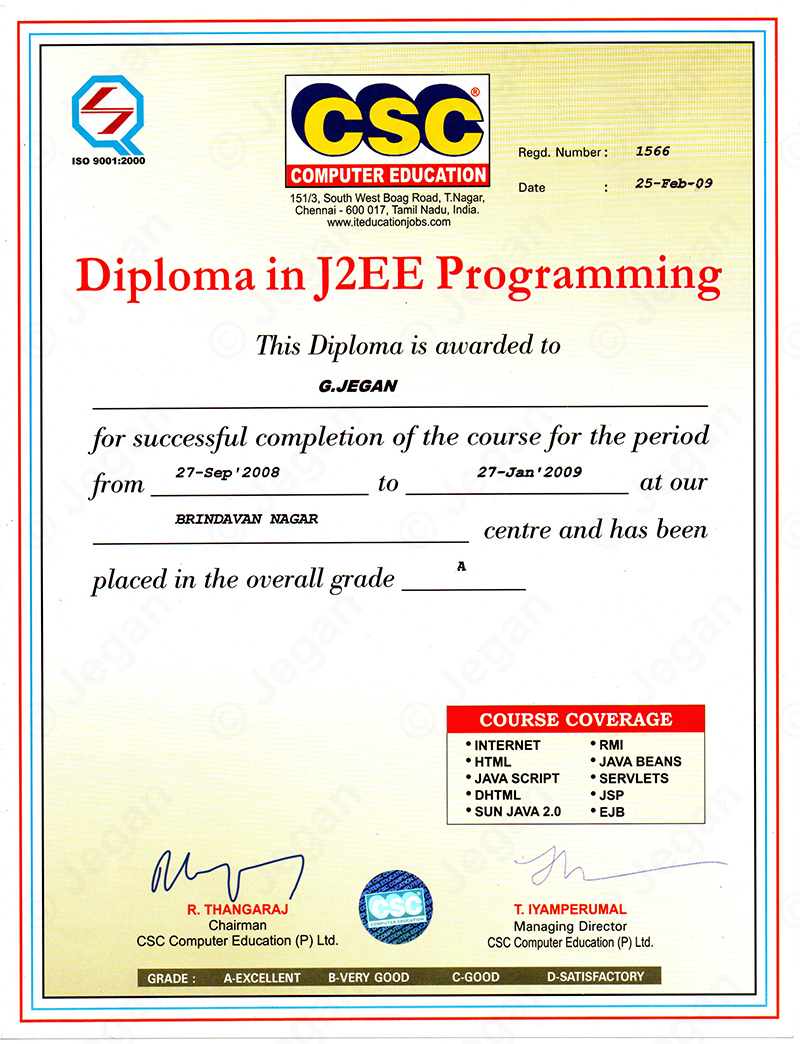 ISO 9001:2000
CSC®
COMPUTER EDUCATION
151/3, South West Boag Road, T.Nagar,
Chennai - 600 017, Tamil Nadu, India.
www.iteducationjobs.com
Regd. Number : 1566
Date : 25-Feb-09
Diploma in J2EE Programming
This Diploma is awarded to
G.JEGAN
for successful completion of the course for the period
from 27-Sep'2008 to 27-Jan'2009 at our
BRINDAVAN NAGAR centre and has been
placed in the overall grade A
COURSE COVERAGE
• INTERNET
• HTML
• JAVA SCRIPT
• DHTML
• SUN JAVA 2.0
• RMI
• JAVA BEANS
• SERVLETS
• JSP
• EJB
R. THANGARAJ
Chairman
CSC Computer Education (P) Ltd.
CSC
COMPUTER EDUCATION
T. IYAMPERUMAL
Managing Director
CSC Computer Education (P) Ltd.
GRADE : A-EXCELLENT B-VERY GOOD C-GOOD D-SATISFACTORY
© Jegan